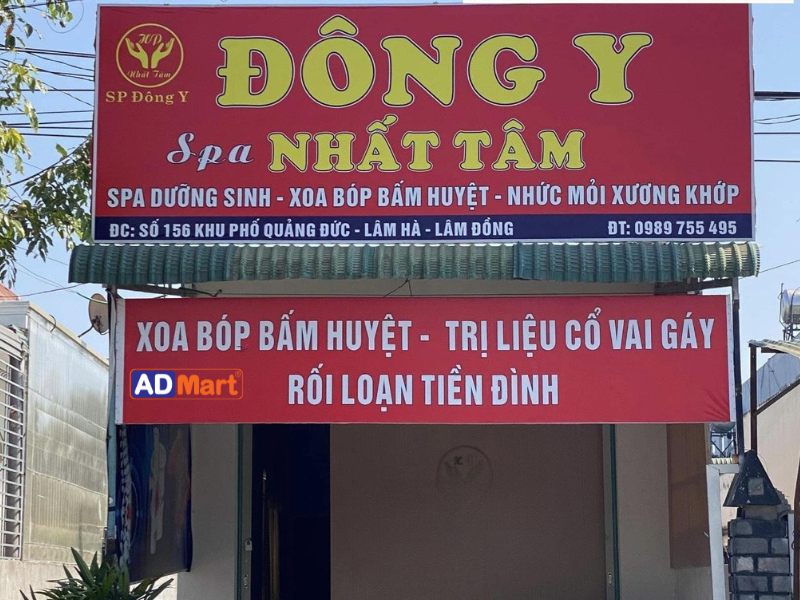 HP
Nhất Tâm
SP Đông Y
ĐÔNG Y
Spa NHẤT TÂM
SPA DƯỠNG SINH - XOA BÓP BẤM HUYỆT - NHỨC MỎI XƯƠNG KHỚP
ĐC: SỐ 156 KHU PHỐ QUẢNG ĐỨC - LÂM HÀ - LÂM ĐỒNG ĐT: 0989 755 495
XOA BÓP BẤM HUYỆT - TRỊ LIỆU CỔ VAI GÁY
AD Mart
RỐI LOẠN TIỀN ĐÌNH